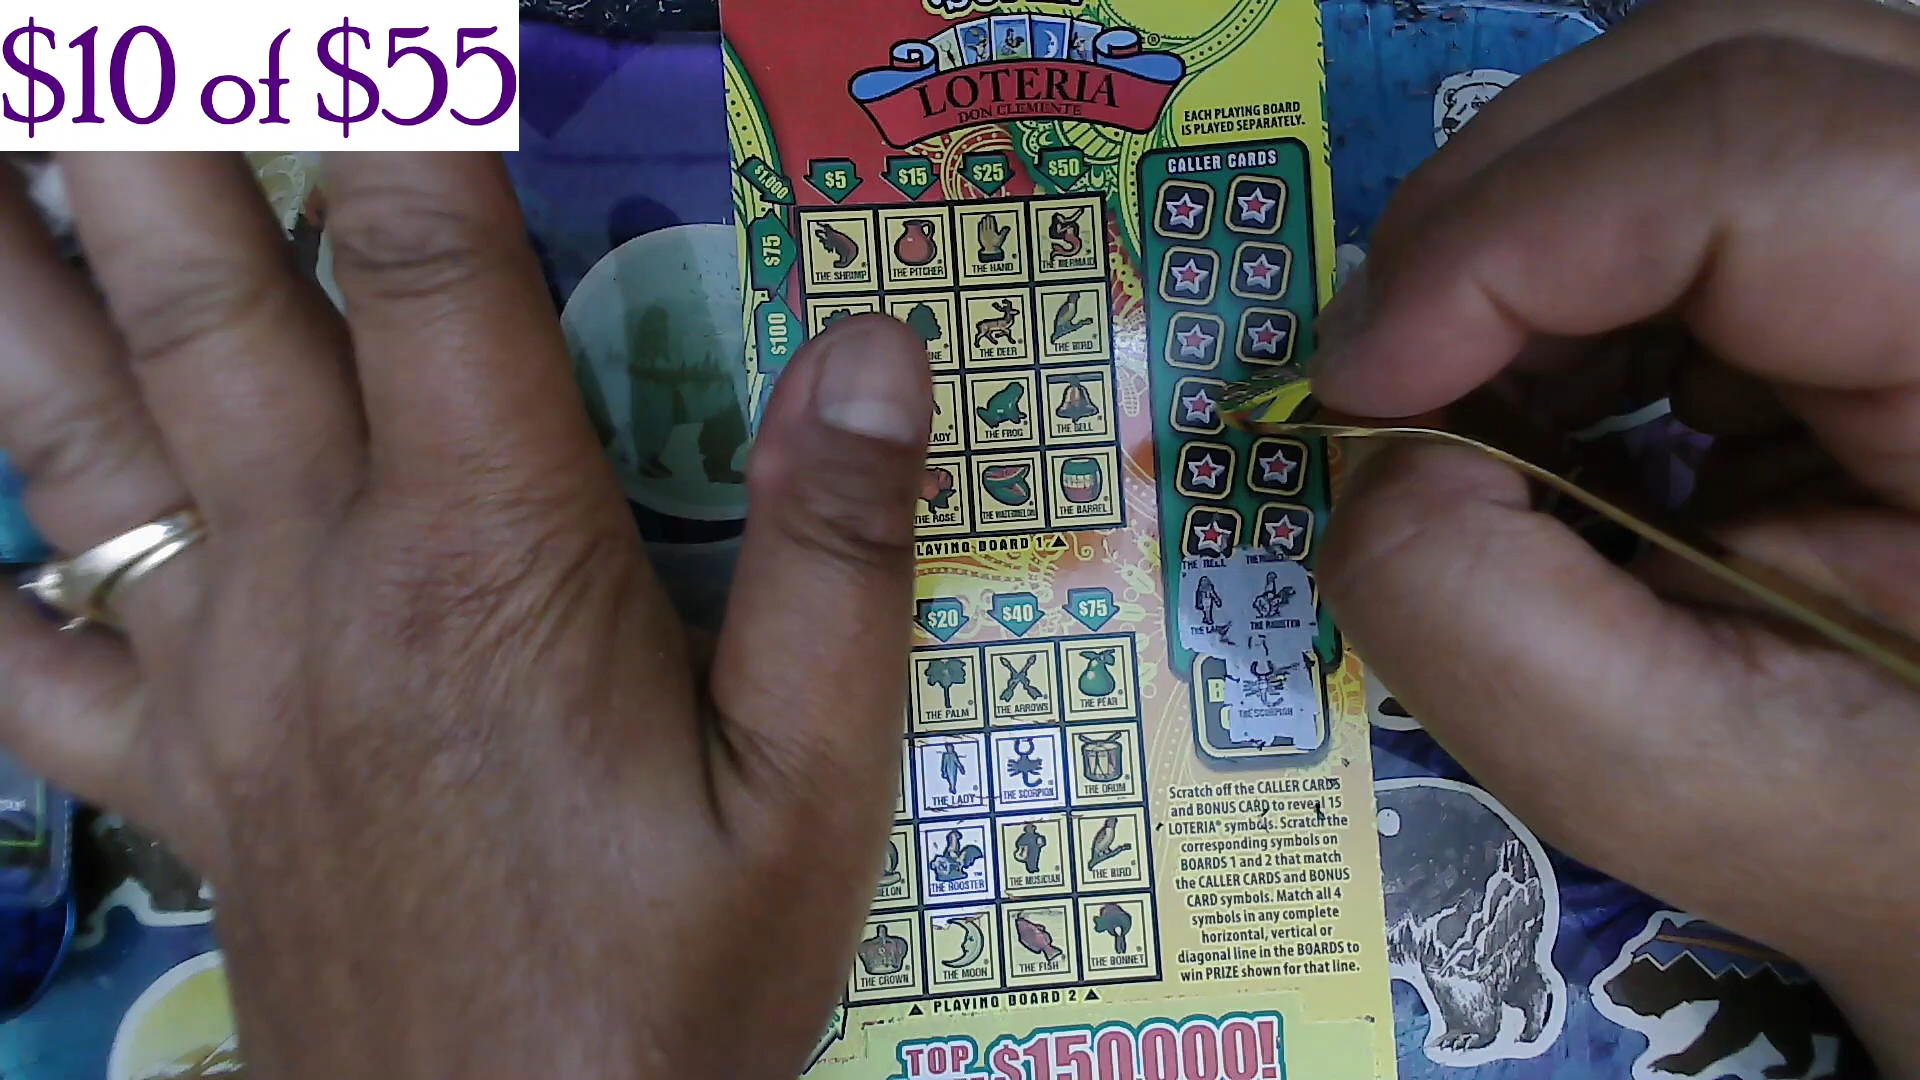 $10 of $55
LOTERIA
DON CLEMENTE
EACH PLAYING BOARD
IS PLAYED SEPARATELY.
CALLER CARDS
$1,000
$5
$15
$25
$50
$75
THE SHRIMP
THE PITCHER
THE HAND
THE MERMAID
$100
THE DEER
THE BIRD
LADY
THE FROG
THE BELL
THE ROSE
THE WATERMELON
THE BARREL
PLAYING BOARD 1
THE BELL
THE LADY
THE ROOSTER
THE SCORPION
$20
$40
$75
THE PALM
THE ARROWS
THE PEAR
THE LADY
THE SCORPION
THE DRUM
THE ROOSTER
THE MUSICIAN
THE BIRD
THE CROWN
THE MOON
THE FISH
THE BONNET
PLAYING BOARD 2
Scratch off the CALLER CARDS
and BONUS CARD to reveal 15
LOTERIA® symbols. Scratch the
corresponding symbols on
BOARDS 1 and 2 that match
the CALLER CARDS and BONUS
CARD symbols. Match all 4
symbols in any complete
horizontal, vertical or
diagonal line in the BOARDS to
win PRIZE shown for that line.
TOP
$150,000!